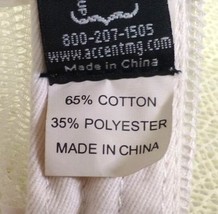 800-207-1505
www.accentmg.com
Made in China
65% COTTON
35% POLYESTER
MADE IN CHINA